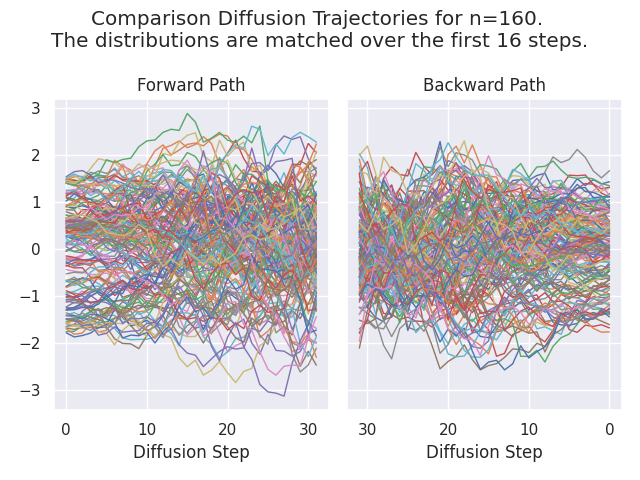 Comparison Diffusion Trajectories for n=160.
The distributions are matched over the first 16 steps.
Forward Path
Backward Path
3
2
1
0
−1
−2
−3
0 10 20 30
30 20 10 0
Diffusion Step
Diffusion Step